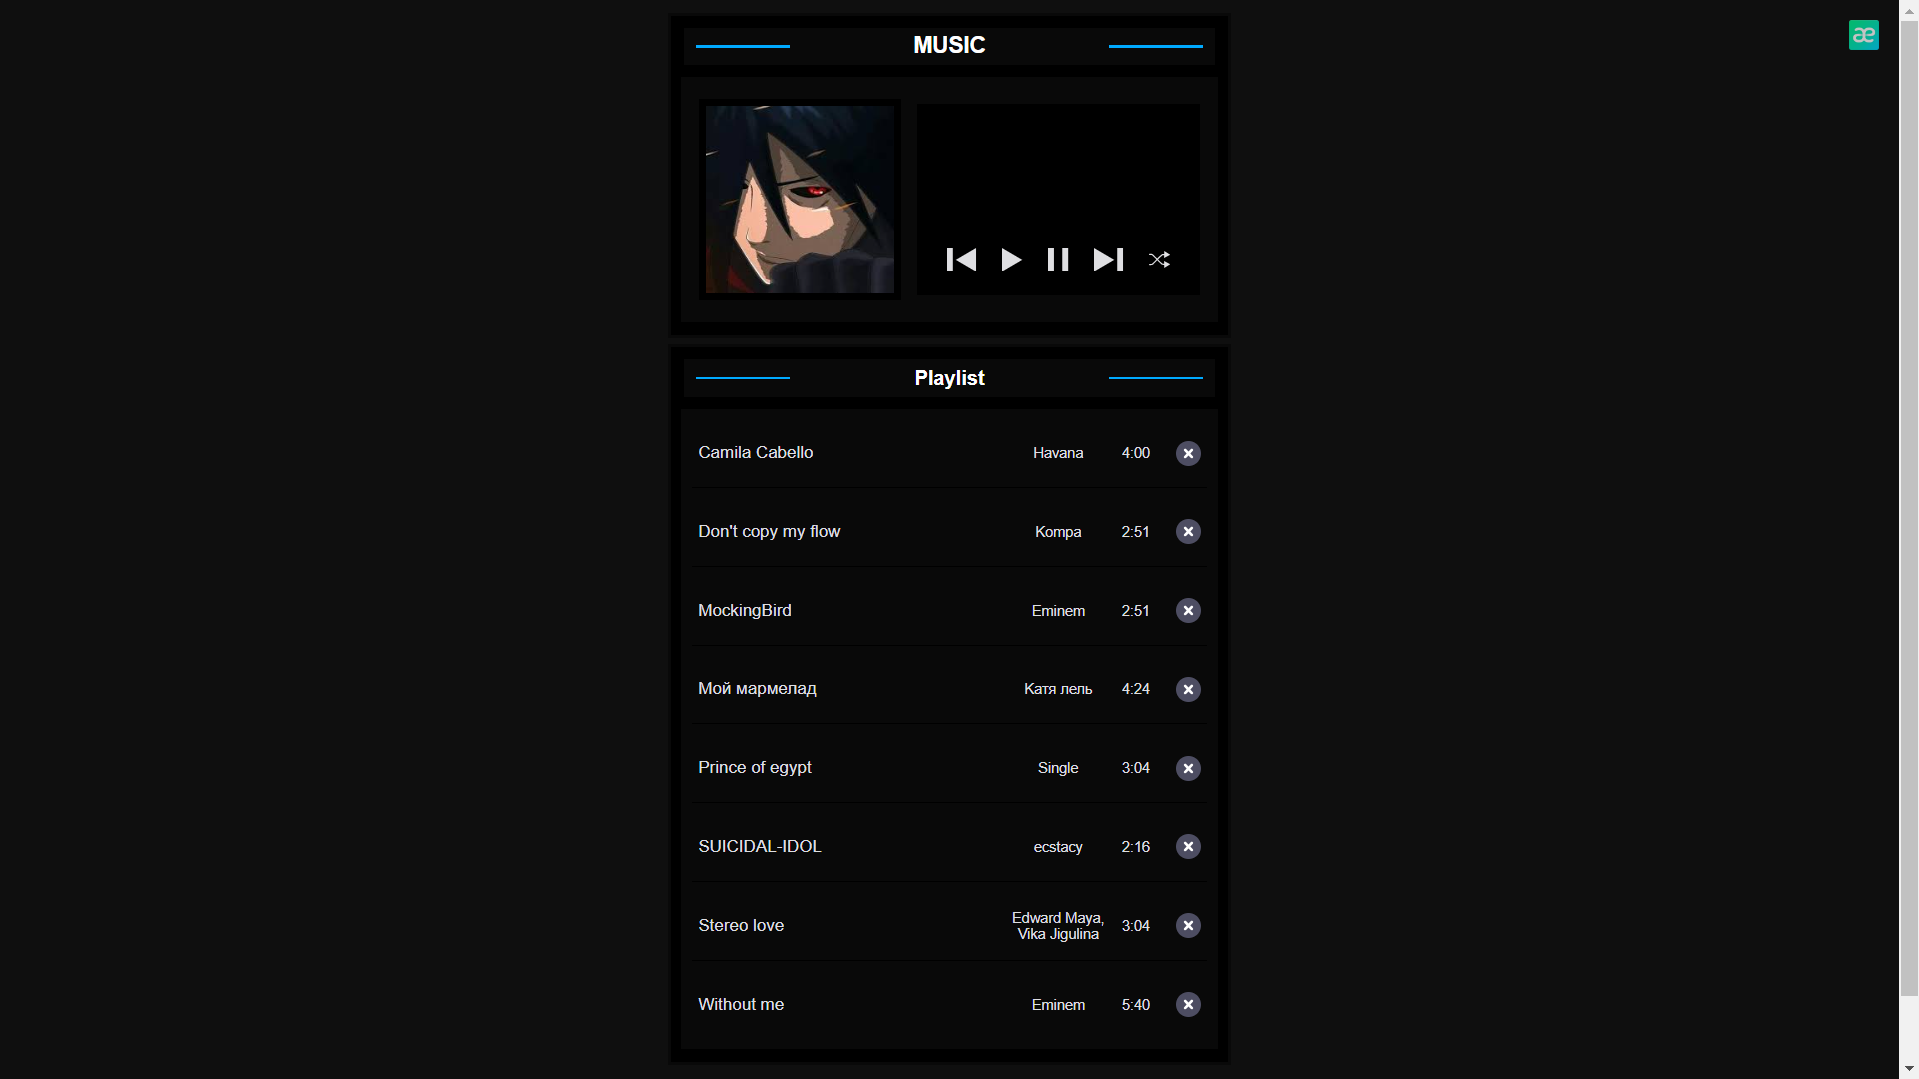 MUSIC
æ
Playlist
Camila Cabello Havana 4:00
Don't copy my flow Kompa 2:51
MockingBird Eminem 2:51
Мой мармелад Катя лель 4:24
Prince of egypt Single 3:04
SUICIDAL-IDOL ecstacy 2:16
Stereo love Edward Maya, 3:04
Vika Jigulina
Without me Eminem 5:40